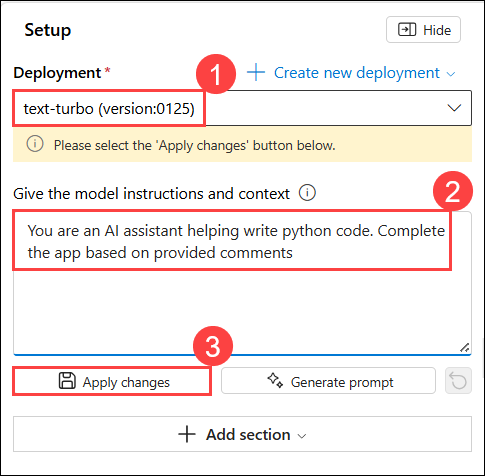 Setup
Hide
Deployment *
1
Create new deployment
text-turbo (version:0125)
Please select the 'Apply changes' button below.
Give the model instructions and context
2
You are an AI assistant helping write python code. Complete
the app based on provided comments
3
Apply changes
Generate prompt
Add section